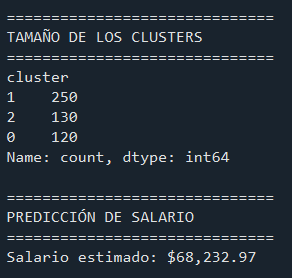 ==============================
TAMAÑO DE LOS CLUSTERS
==============================
cluster
1    250
2    130
0    120
Name: count, dtype: int64
==============================
PREDICCIÓN DE SALARIO
==============================
Salario estimado: $68,232.97